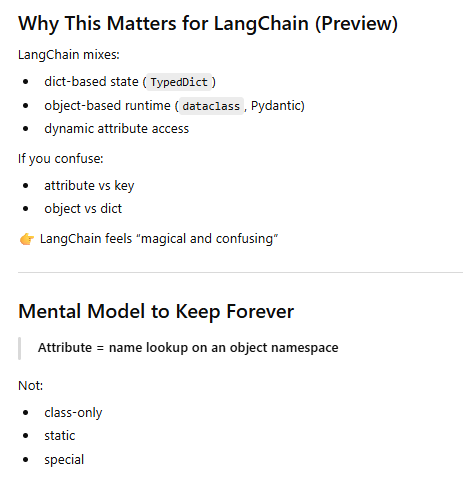 Why This Matters for LangChain (Preview)
LangChain mixes:
• dict-based state (TypedDict)
• object-based runtime (dataclass, Pydantic)
• dynamic attribute access
If you confuse:
• attribute vs key
• object vs dict
👉 LangChain feels “magical and confusing”
Mental Model to Keep Forever
Attribute = name lookup on an object namespace
Not:
• class-only
• static
• special